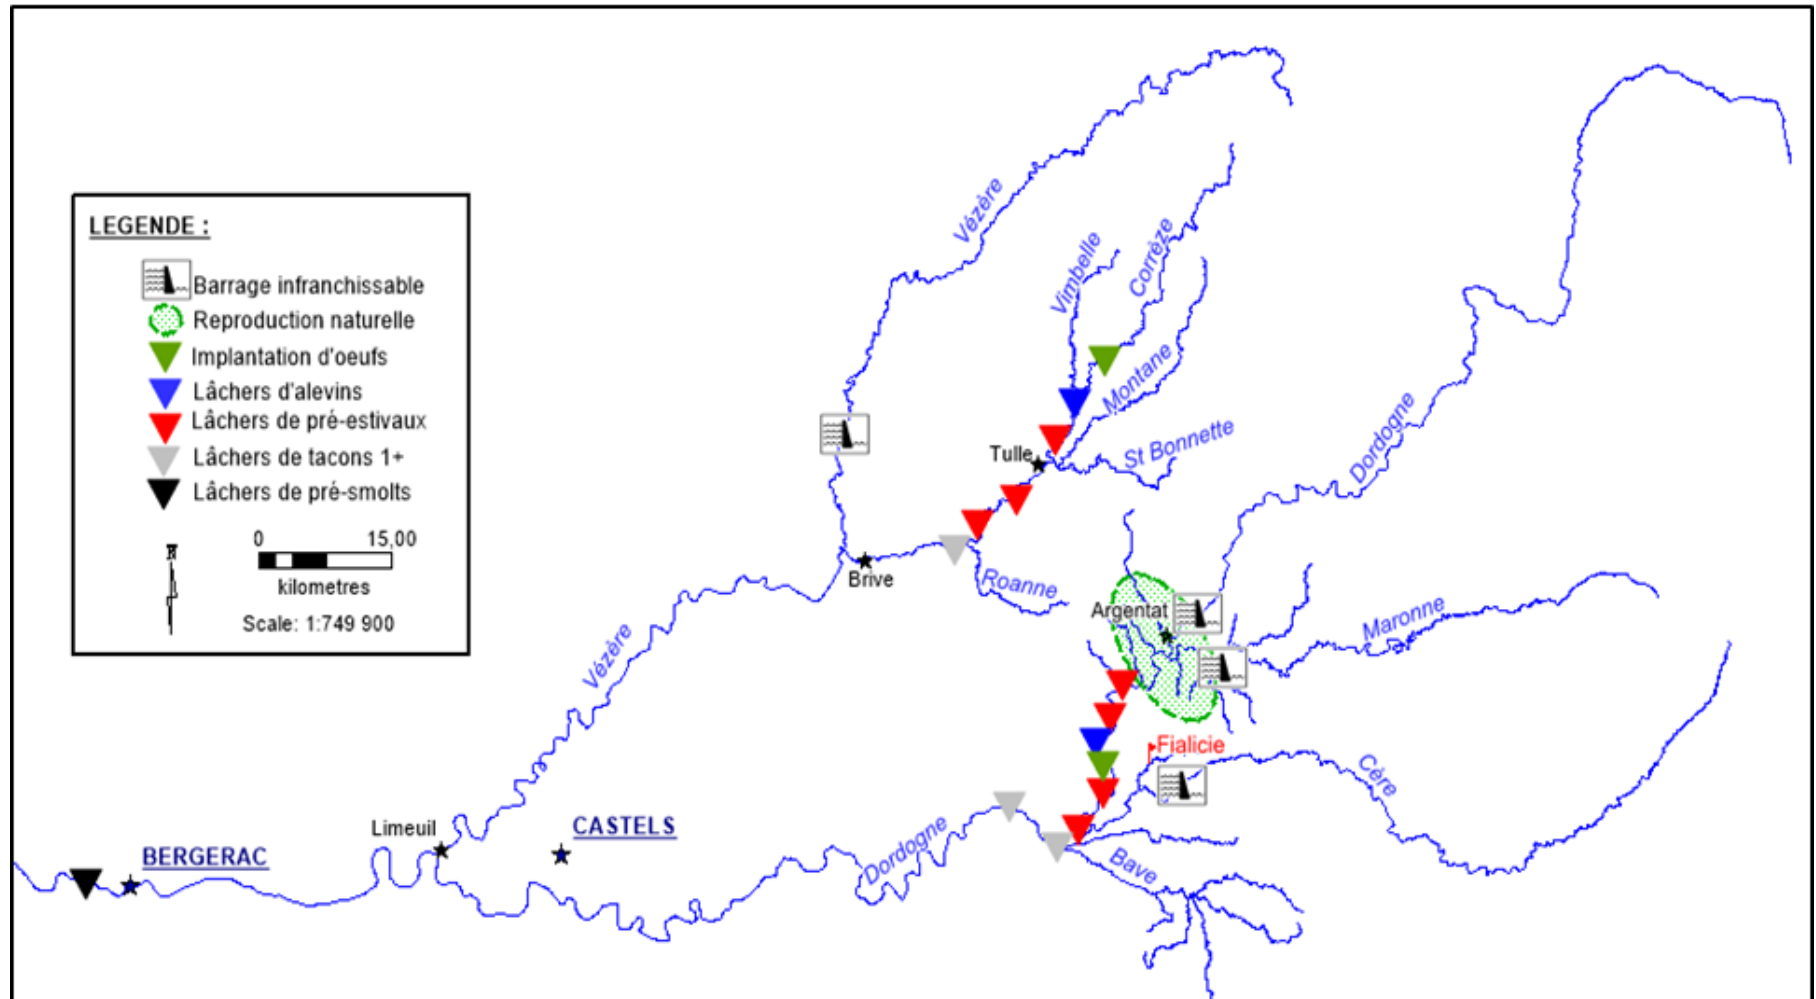 LEGENDE :
Barrage infranchissable
Reproduction naturelle
Implantation d'oeufs
Lâchers d'alevins
Lâchers de pré-estivaux
Lâchers de tacons 1+
Lâchers de pré-smolts
N
0 15,00
kilometres
Scale: 1:749 900
Vézère
Vimbelle
Corrèze
Montane
Tulle
St Bonnette
Dordogne
Brive
Roanne
Argentat
Maronne
Vézère
Fialicie
Cére
Limeuil
CASTELS
Dordogne
Bave
BERGERAC